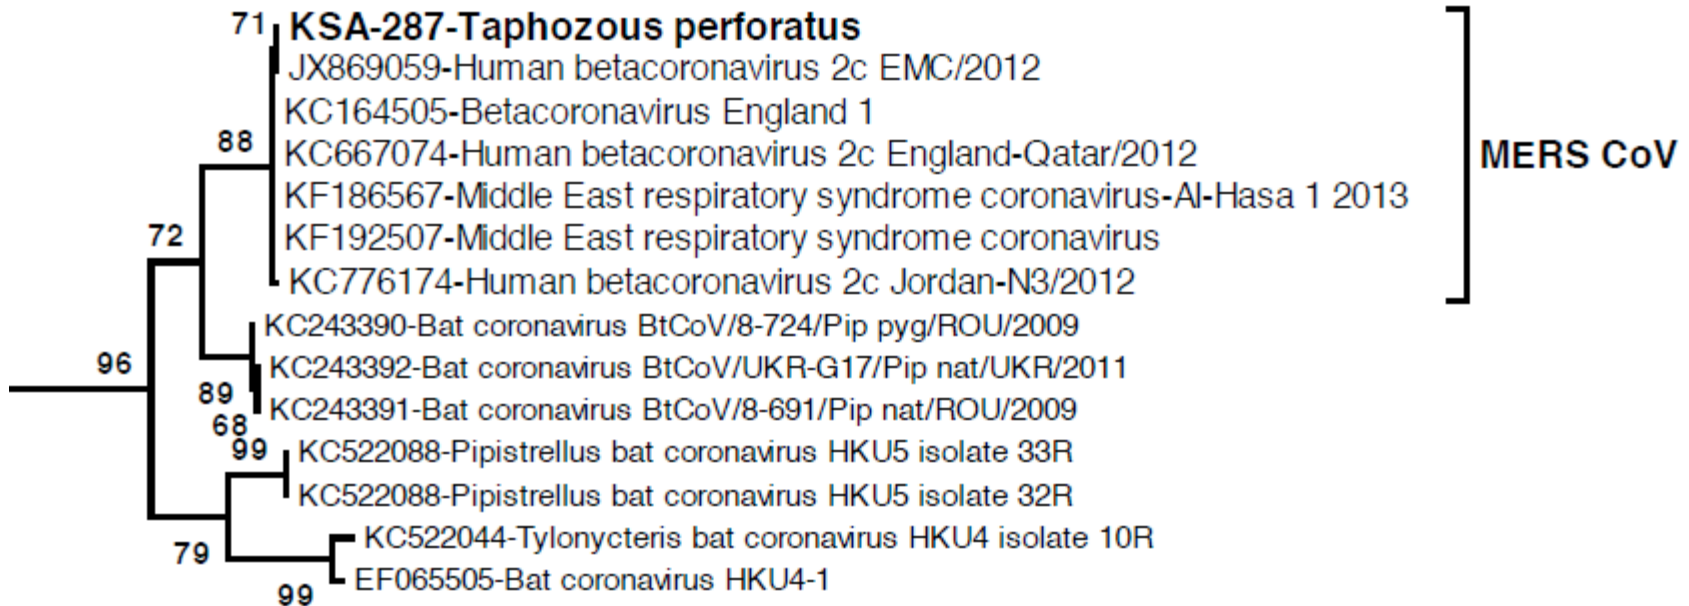 71 KSA-287-Taphozous perforatus
JX869059-Human betacoronavirus 2c EMC/2012
KC164505-Betacoronavirus England 1
88
KC667074-Human betacoronavirus 2c England-Qatar/2012
MERS CoV
KF186567-Middle East respiratory syndrome coronavirus-Al-Hasa 1 2013
72
KF192507-Middle East respiratory syndrome coronavirus
KC776174-Human betacoronavirus 2c Jordan-N3/2012
KC243390-Bat coronavirus BtCoV/8-724/Pip pyg/ROU/2009
96
KC243392-Bat coronavirus BtCoV/UKR-G17/Pip nat/UKR/2011
89
KC243391-Bat coronavirus BtCoV/8-691/Pip nat/ROU/2009
68
99 KC522088-Pipistrellus bat coronavirus HKU5 isolate 33R
KC522088-Pipistrellus bat coronavirus HKU5 isolate 32R
KC522044-Tylonycteris bat coronavirus HKU4 isolate 10R
79
EF065505-Bat coronavirus HKU4-1
99